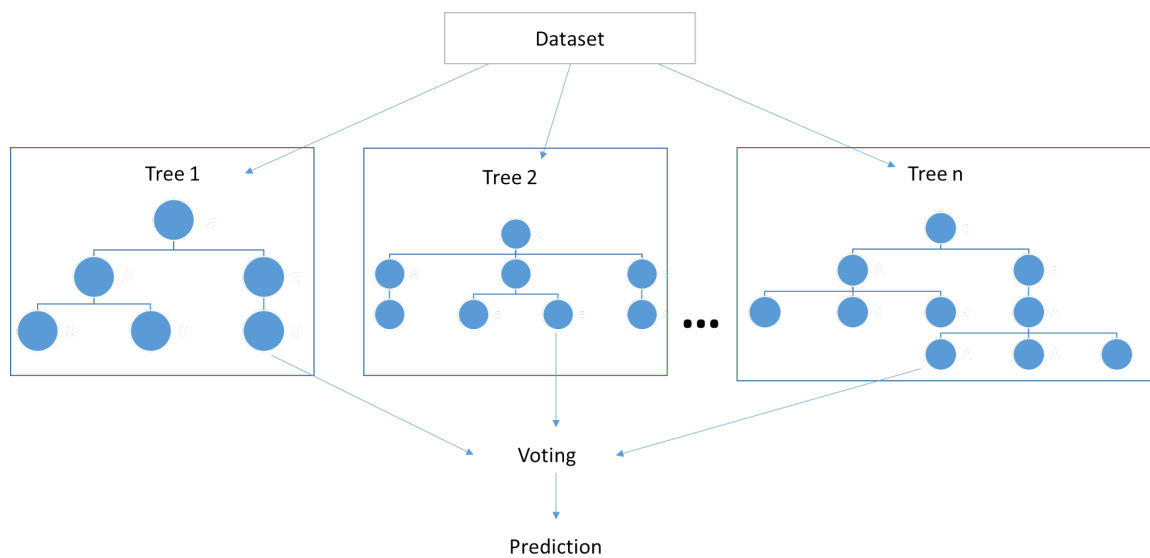 Dataset
Tree 1
Tree 2
Tree n
...
Voting
Prediction